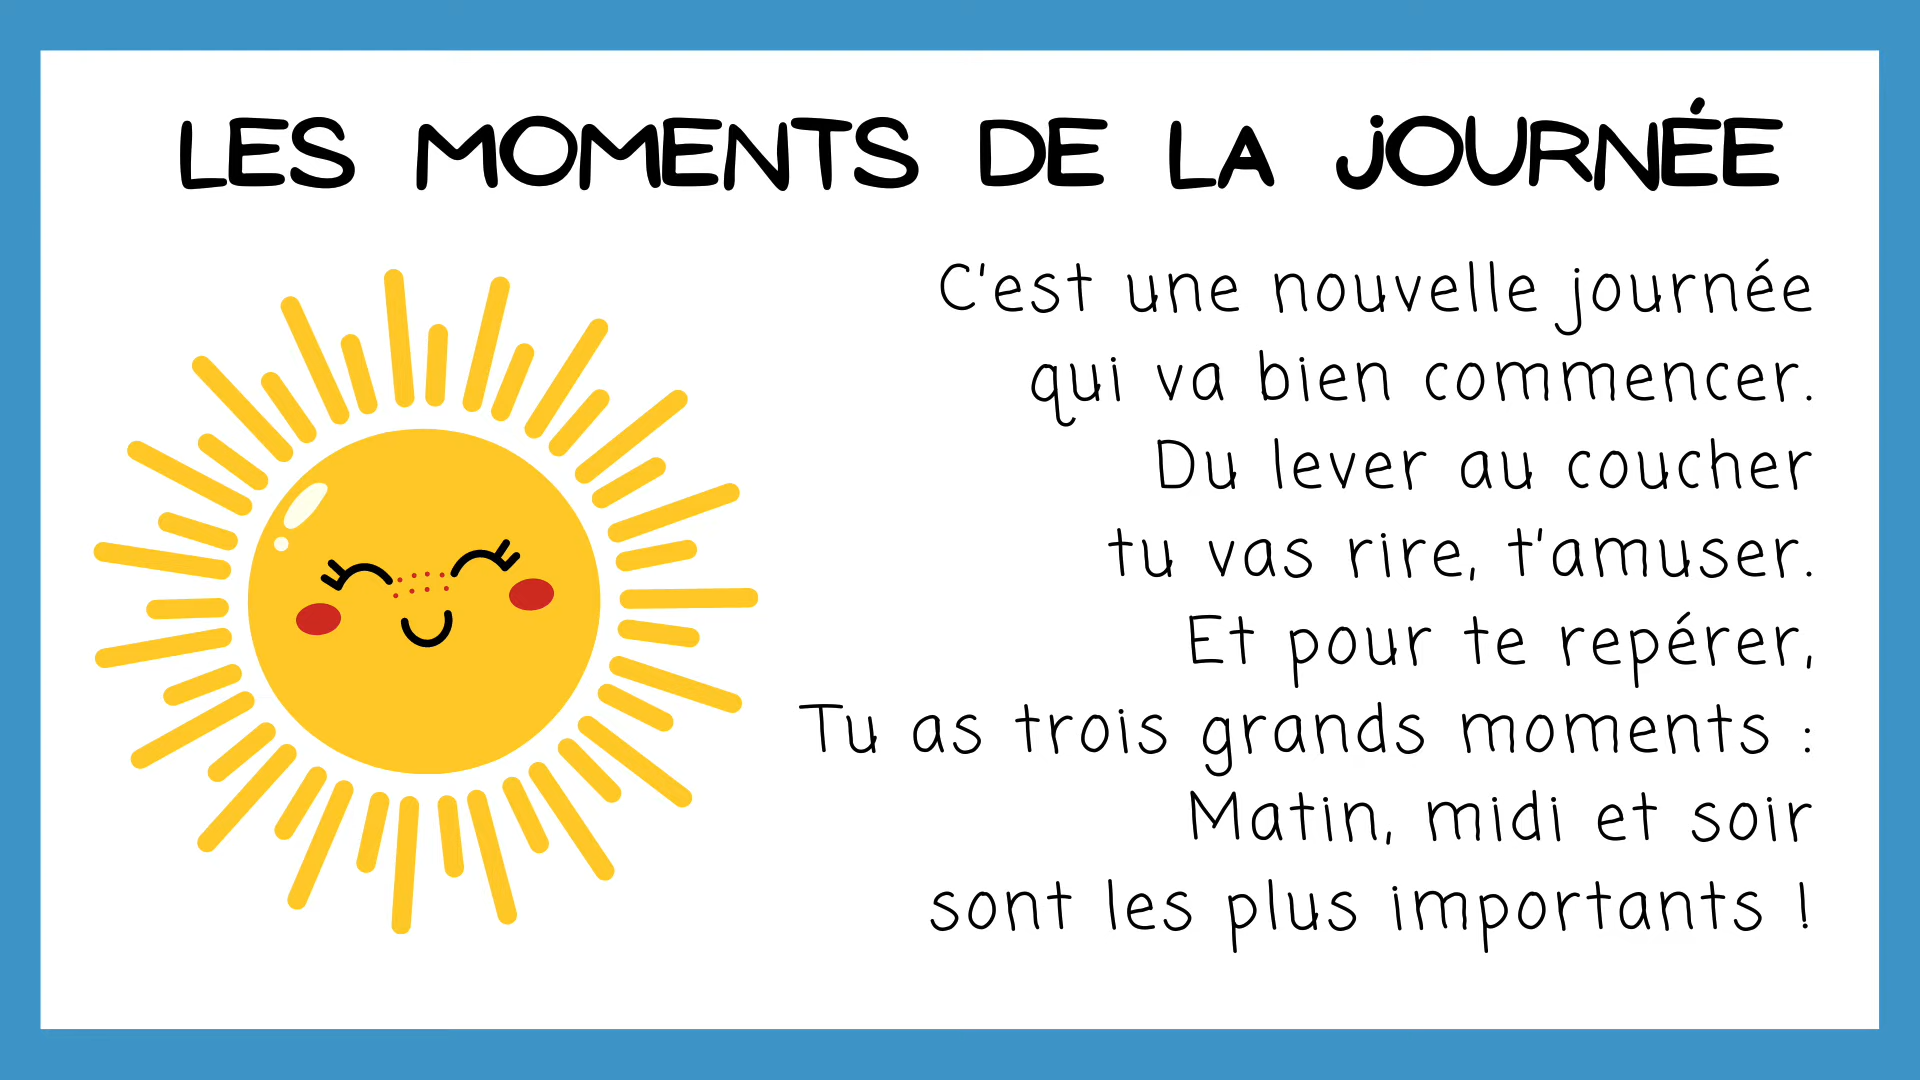 LES MOMENTS DE LA JOURNÉE
C'est une nouvelle journée
qui va bien commencer.
Du lever au coucher
tu vas rire, t'amuser.
Et pour te repérer,
Tu as trois grands moments :
Matin, midi et soir
sont les plus importants !